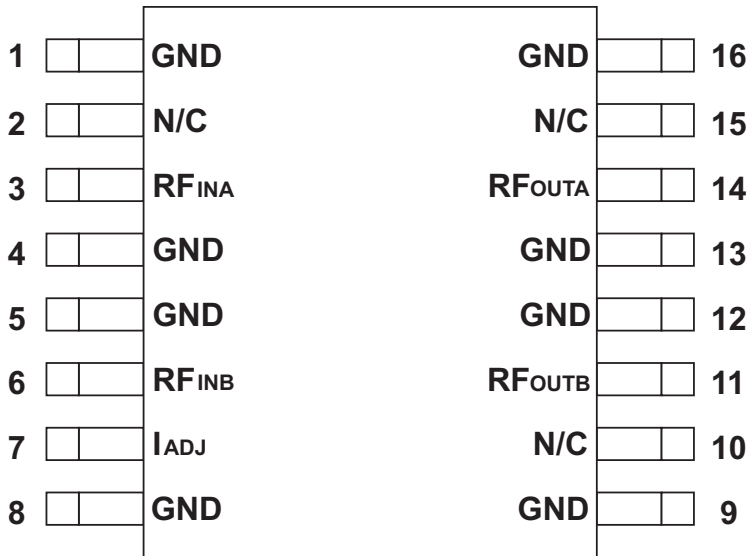 1 GND GND 16
2 N/C N/C 15
3 RFINA RFOUTA 14
4 GND GND 13
5 GND GND 12
6 RFINB RFOUTB 11
7 IADJ N/C 10
8 GND GND 9